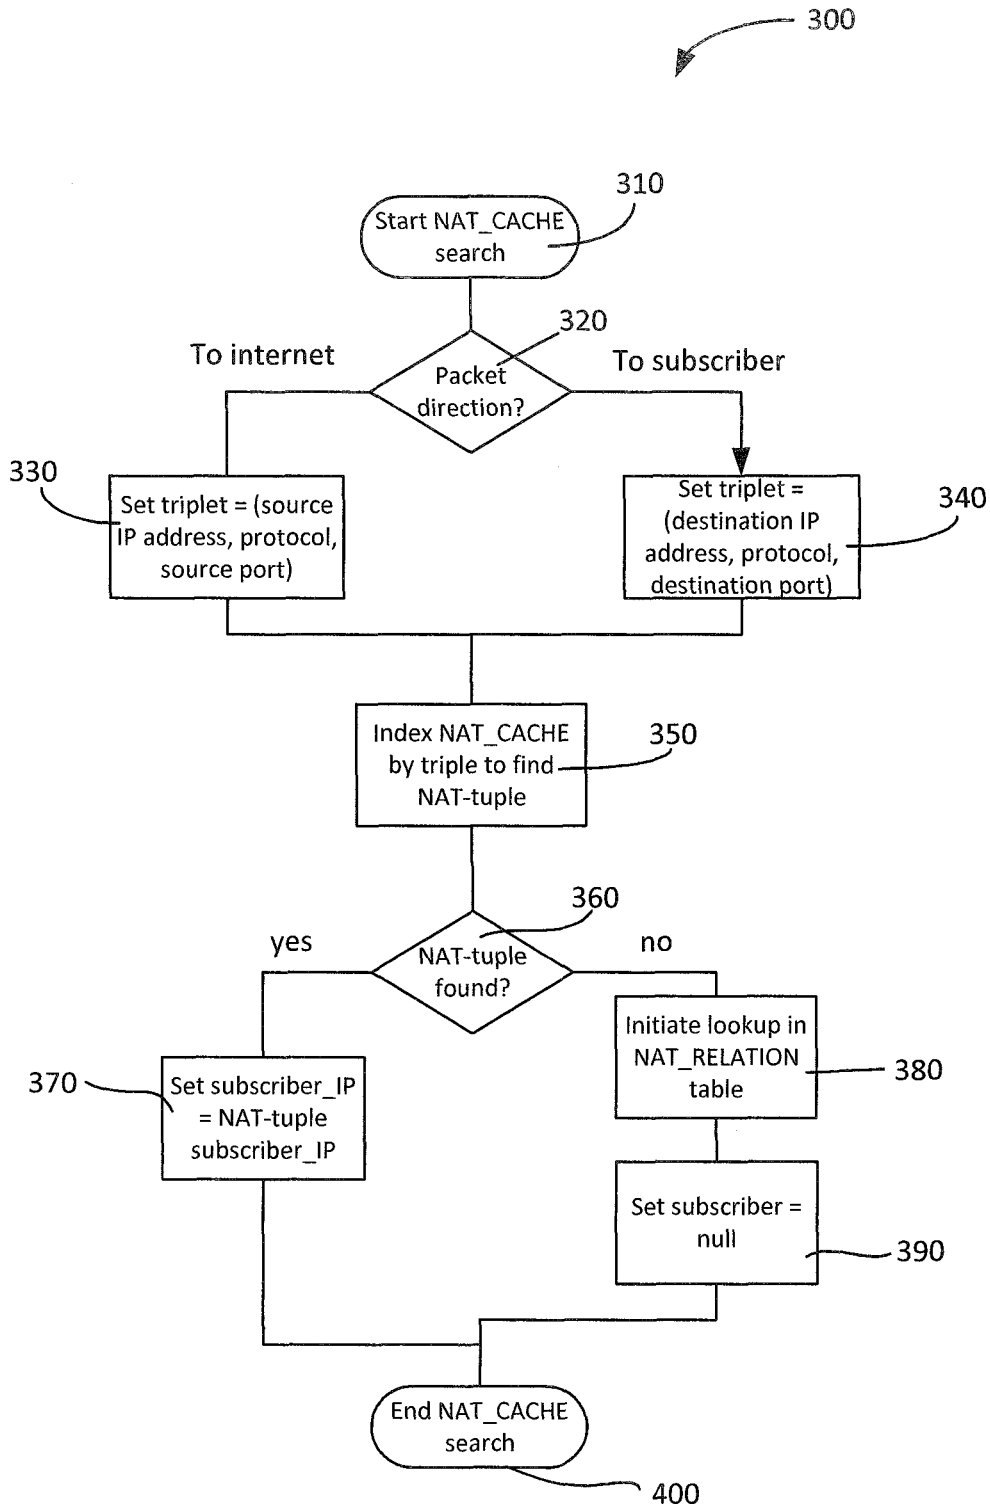 300
310
Start NAT_CACHE
search
320
To internet
To subscriber
Packet
direction?
330
Set triplet = (source
IP address, protocol,
source port)
340
Set triplet =
(destination IP
address, protocol,
destination port)
350
Index NAT_CACHE
by triple to find
NAT-tuple
360
yes
no
NAT-tuple
found?
370
Set subscriber_IP
= NAT-tuple
subscriber_IP
380
Initiate lookup in
NAT_RELATION
table
390
Set subscriber =
null
End NAT_CACHE
search
400